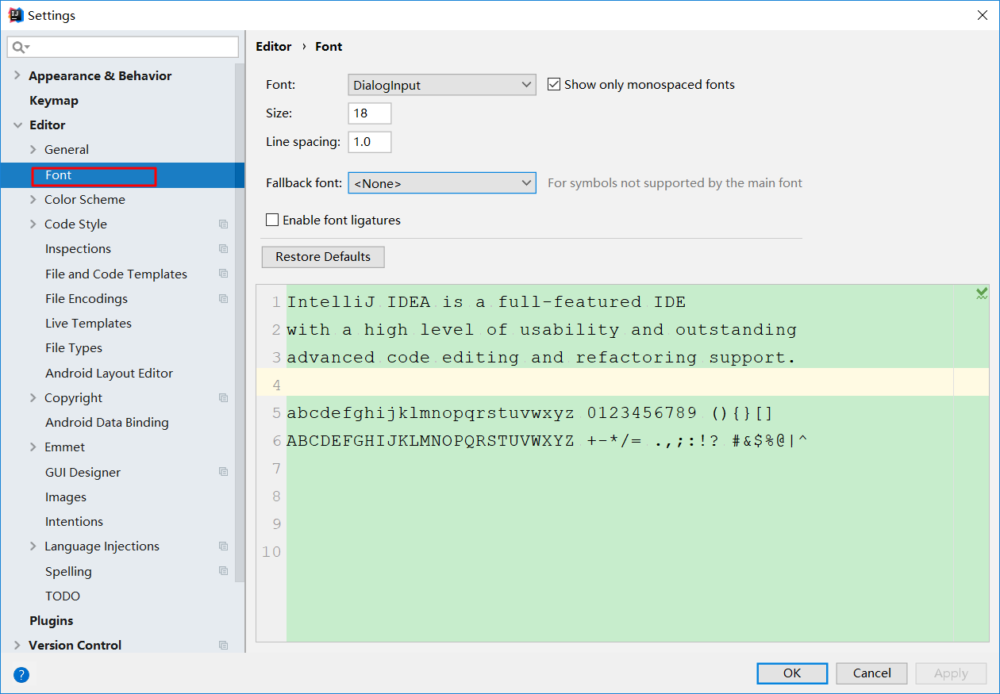 Settings
Appearance & Behavior
Keymap
Editor
General
Font
Color Scheme
Code Style
Inspections
File and Code Templates
File Encodings
Live Templates
File Types
Android Layout Editor
Copyright
Android Data Binding
Emmet
GUI Designer
Images
Intentions
Language Injections
Spelling
TODO
Plugins
Version Control
Editor › Font
Font: DialogInput Show only monospaced fonts
Size: 18
Line spacing: 1.0
Fallback font: <None> For symbols not supported by the main font
Enable font ligatures
Restore Defaults
1 IntelliJ IDEA is a full-featured IDE
2 with a high level of usability and outstanding
3 advanced code editing and refactoring support.
4
5 abcdefghijklmnopqrstuvwxyz 0123456789 (){}[]
6 ABCDEFGHIJKLMNOPQRSTUVWXYZ +-*/= .,;:!? #&$%@|^
7
8
9
10
? OK Cancel Apply